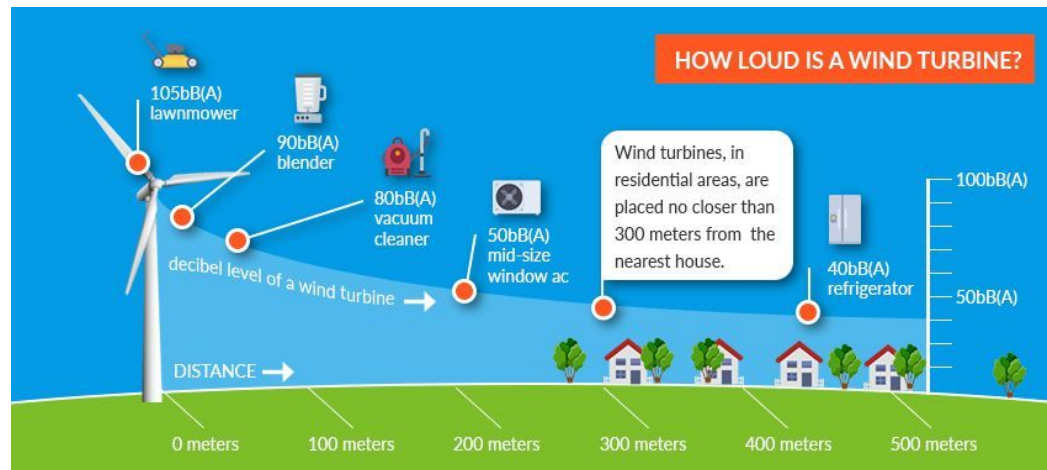 HOW LOUD IS A WIND TURBINE?
105bB(A)
lawnmower
90bB(A)
blender
80bB(A)
vacuum
cleaner
50bB(A)
mid-size
window ac
Wind turbines, in
residential areas, are
placed no closer than
300 meters from the
nearest house.
40bB(A)
refrigerator
100bB(A)
50bB(A)
decibel level of a wind turbine
DISTANCE
0 meters
100 meters
200 meters
300 meters
400 meters
500 meters